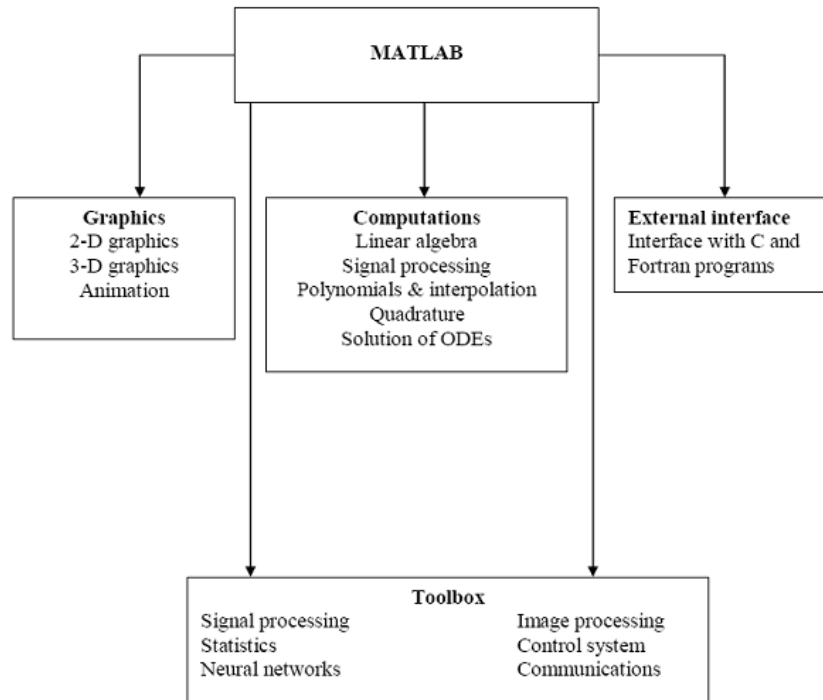 MATLAB
Graphics
2-D graphics
3-D graphics
Animation
Computations
Linear algebra
Signal processing
Polynomials & interpolation
Quadrature
Solution of ODEs
External interface
Interface with C and
Fortran programs
Toolbox
Signal processing
Statistics
Neural networks
Image processing
Control system
Communications